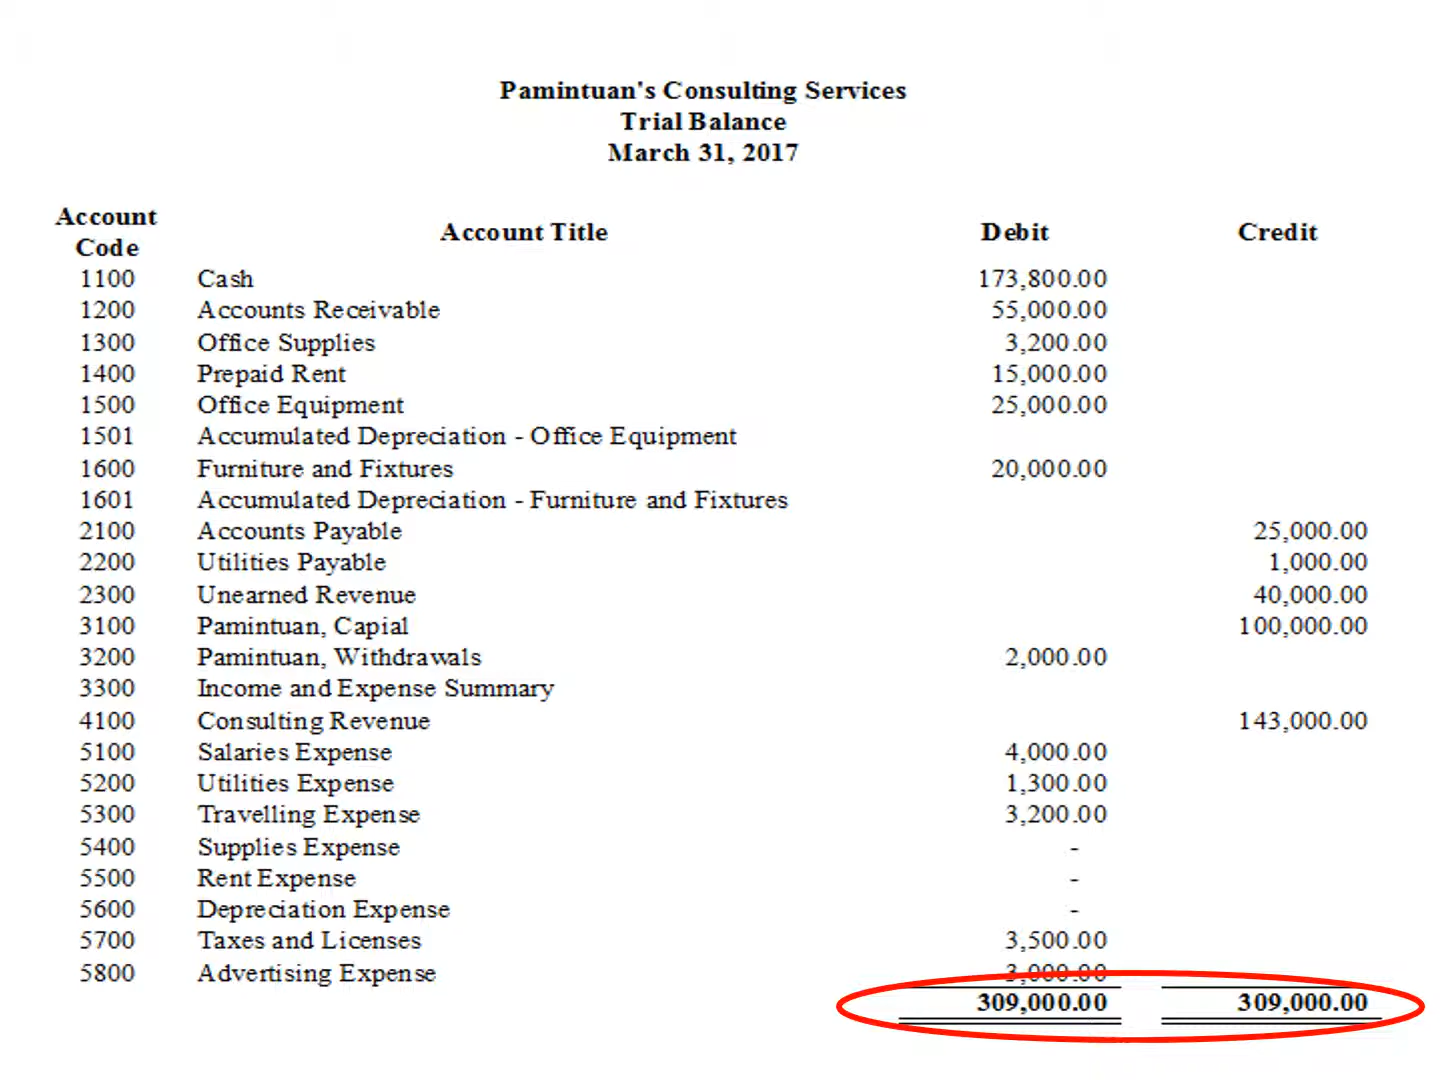 Pamintuan's Consulting Services
Trial Balance
March 31, 2017
Account Code Account Title Debit Credit
1100 Cash 173,800.00
1200 Accounts Receivable 55,000.00
1300 Office Supplies 3,200.00
1400 Prepaid Rent 15,000.00
1500 Office Equipment 25,000.00
1501 Accumulated Depreciation - Office Equipment
1600 Furniture and Fixtures 20,000.00
1601 Accumulated Depreciation - Furniture and Fixtures
2100 Accounts Payable 25,000.00
2200 Utilities Payable 1,000.00
2300 Unearned Revenue 40,000.00
3100 Pamintuan, Capial 100,000.00
3200 Pamintuan, Withdrawals 2,000.00
3300 Income and Expense Summary
4100 Consulting Revenue 143,000.00
5100 Salaries Expense 4,000.00
5200 Utilities Expense 1,300.00
5300 Travelling Expense 3,200.00
5400 Supplies Expense -
5500 Rent Expense -
5600 Depreciation Expense -
5700 Taxes and Licenses 3,500.00
5800 Advertising Expense 3,000.00
309,000.00 309,000.00